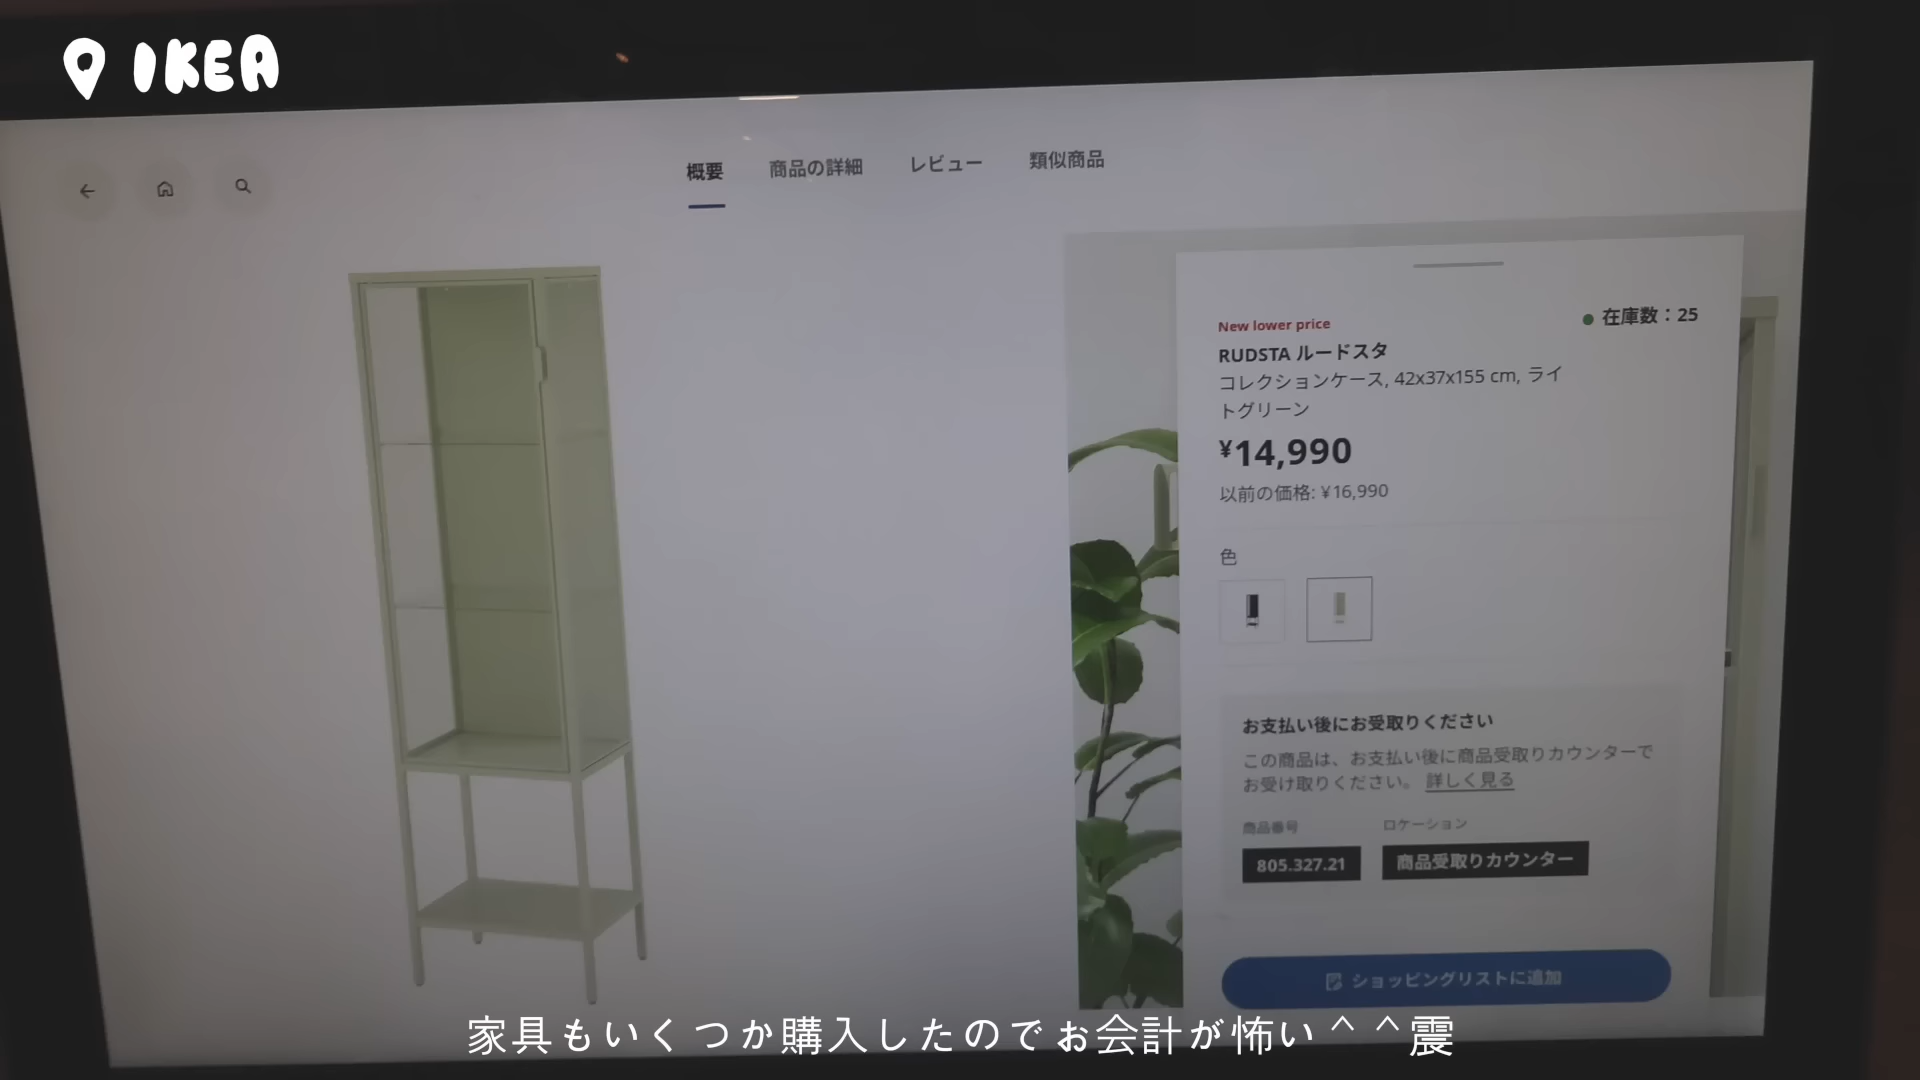 IKEA
概要 商品の詳細 レビュー 類似商品
New lower price
在庫数：25
RUDSTA ルードスタ
コレクションケース, 42x37x155 cm, ライ
トグリーン
¥14,990
以前の価格: ¥16,990
色
お支払い後にお受取りください
この商品は、お支払い後に商品受取りカウンターで
お受け取りください。 詳しく見る
商品番号 ロケーション
805.327.21 商品受取りカウンター
ショッピングリストに追加
家具もいくつか購入したのでお会計が怖い^ ^震